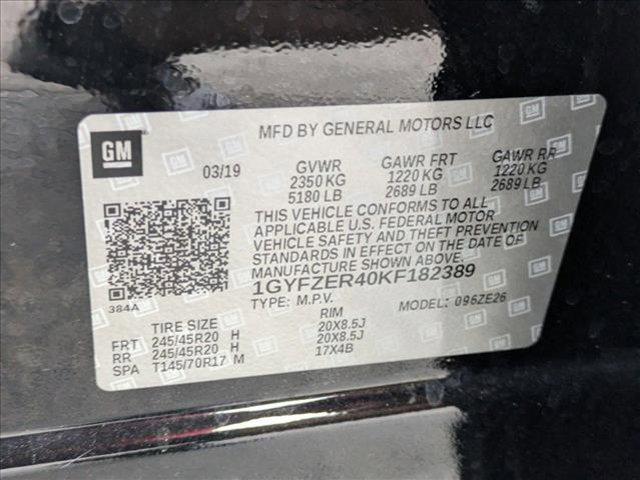 MFD BY GENERAL MOTORS LLC
GM
03/19 GVWR GAWR FRT GAWR RR
2350 KG 1220 KG 1220 KG
5180 LB 2689 LB 2689 LB
THIS VEHICLE CONFORMS TO ALL
APPLICABLE U.S. FEDERAL MOTOR
VEHICLE SAFETY AND THEFT PREVENTION
STANDARDS IN EFFECT ON THE DATE OF
MANUFACTURE SHOWN ABOVE.
1GYFZER40KF182389
384A
TYPE: M.P.V. MODEL: 096ZE26
TIRE SIZE RIM
FRT 245/45R20 H 20X8.5J
RR 245/45R20 H 20X8.5J
SPA T145/70R17 M 17X4B